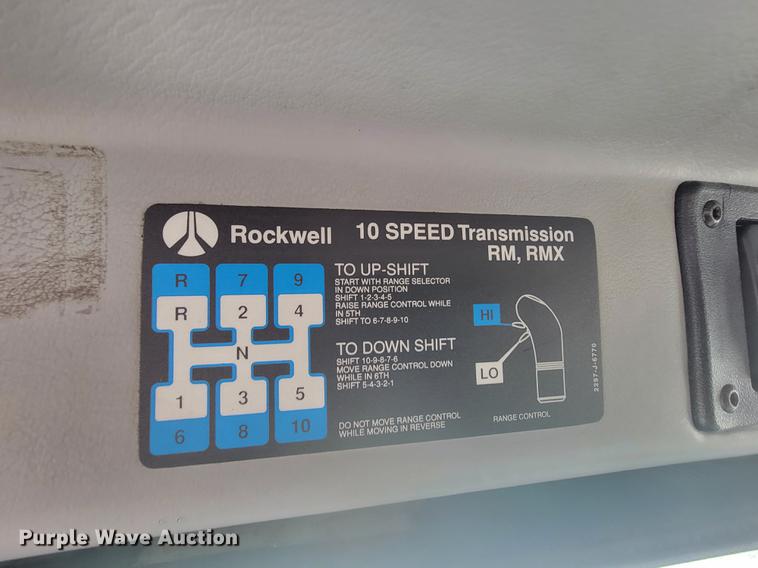 Rockwell 10 SPEED Transmission
RM, RMX
R 7 9
R 2 4
N
1 3 5
6 8 10
TO UP-SHIFT
START WITH RANGE SELECTOR
IN DOWN POSITION
SHIFT 1-2-3-4-5
RAISE RANGE CONTROL WHILE
IN 5TH
SHIFT TO 6-7-8-9-10
TO DOWN SHIFT
SHIFT 10-9-8-7-6
MOVE RANGE CONTROL DOWN
WHILE IN 6TH
SHIFT 5-4-3-2-1
DO NOT MOVE RANGE CONTROL
WHILE MOVING IN REVERSE
HI
LO
RANGE CONTROL
2297-J-6770
Purple Wave Auction